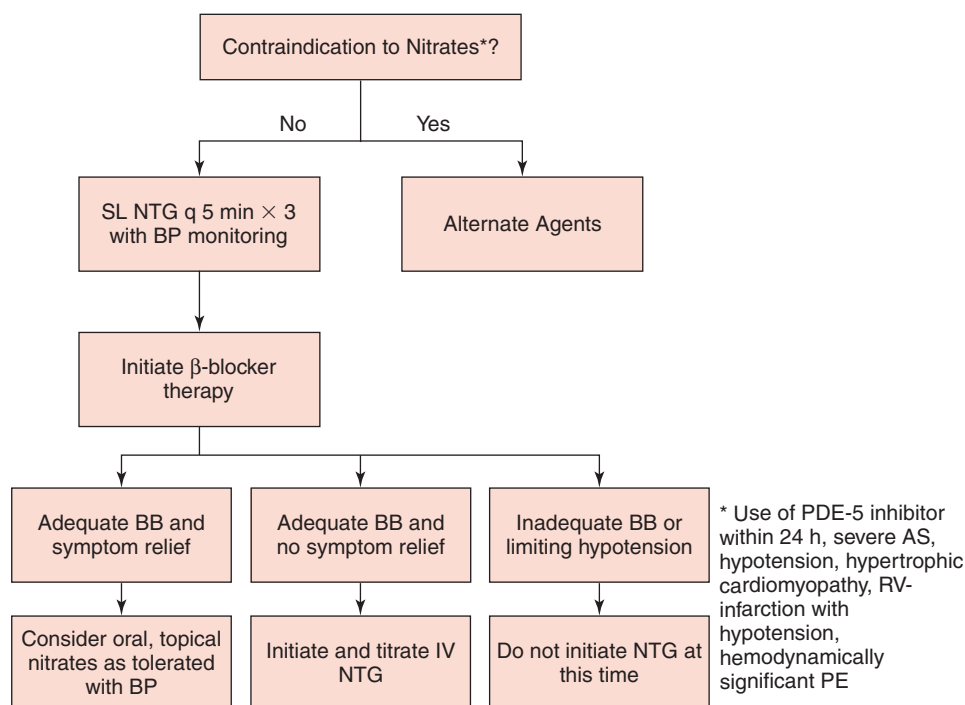 Contraindication to Nitrates*?
No
Yes
SL NTG q 5 min × 3
with BP monitoring
Alternate Agents
Initiate β-blocker
therapy
Adequate BB and
symptom relief
Adequate BB and
no symptom relief
Inadequate BB or
limiting hypotension
Consider oral, topical
nitrates as tolerated
with BP
Initiate and titrate IV
NTG
Do not initiate NTG at
this time
* Use of PDE-5 inhibitor
within 24 h, severe AS,
hypotension, hypertrophic
cardiomyopathy, RV-
infarction with
hypotension,
hemodynamically
significant PE